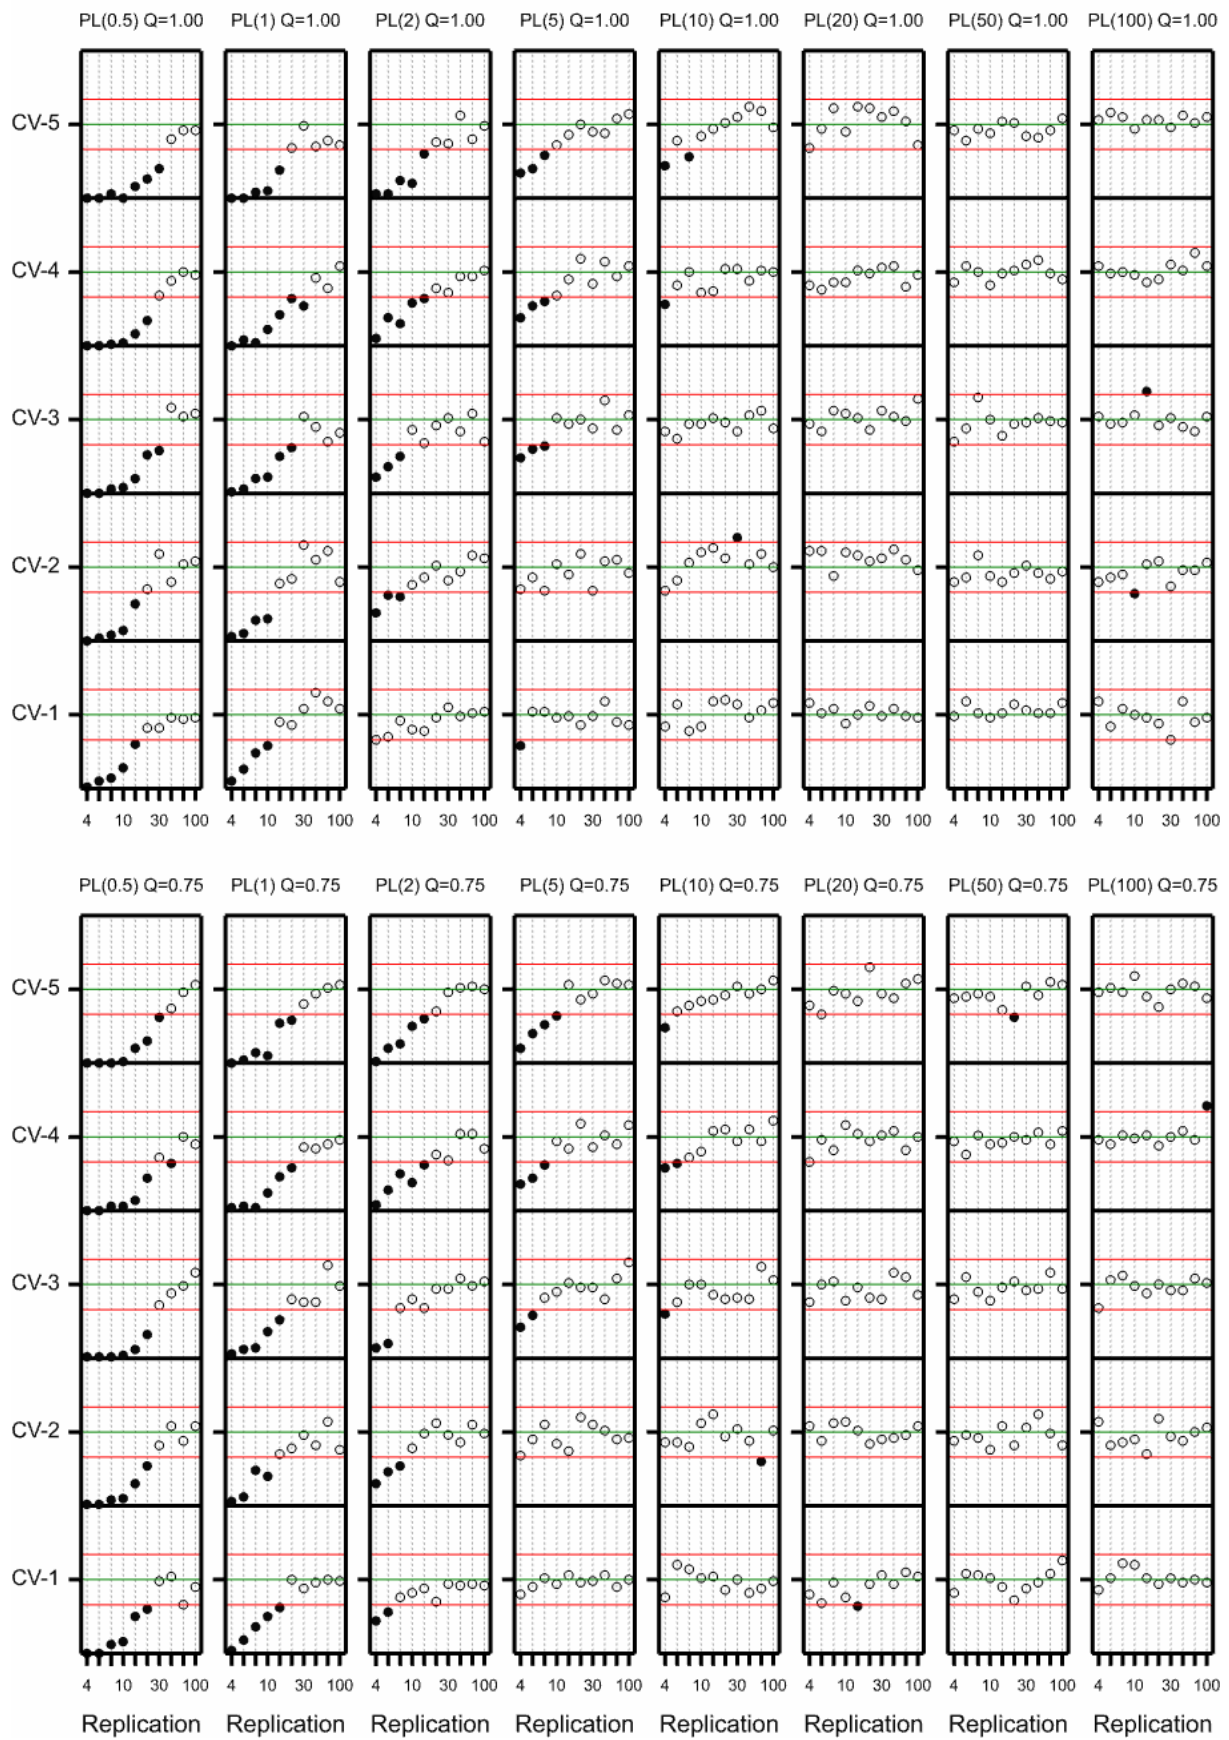 PL(0.5) Q=1.00 PL(1) Q=1.00 PL(2) Q=1.00 PL(5) Q=1.00 PL(10) Q=1.00 PL(20) Q=1.00 PL(50) Q=1.00 PL(100) Q=1.00
CV-5
CV-4
CV-3
CV-2
CV-1
4 10 30 100 4 10 30 100 4 10 30 100 4 10 30 100 4 10 30 100 4 10 30 100 4 10 30 100 4 10 30 100
PL(0.5) Q=0.75 PL(1) Q=0.75 PL(2) Q=0.75 PL(5) Q=0.75 PL(10) Q=0.75 PL(20) Q=0.75 PL(50) Q=0.75 PL(100) Q=0.75
CV-5
CV-4
CV-3
CV-2
CV-1
4 10 30 100 4 10 30 100 4 10 30 100 4 10 30 100 4 10 30 100 4 10 30 100 4 10 30 100 4 10 30 100
Replication Replication Replication Replication Replication Replication Replication Replication